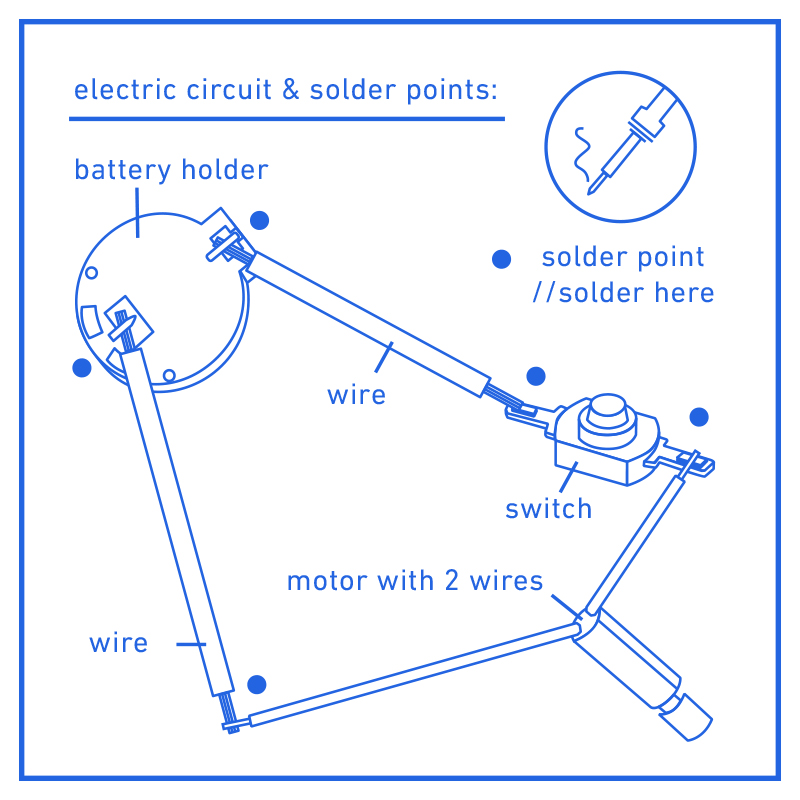 electric circuit & solder points:
battery holder
solder point
//solder here
wire
switch
motor with 2 wires
wire